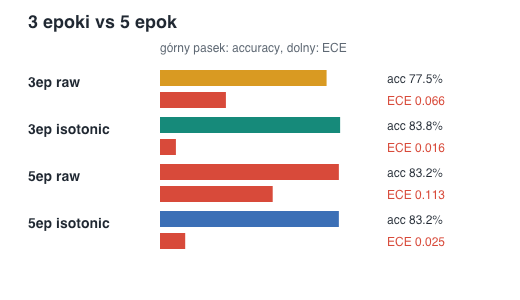 3 epoki vs 5 epok
górny pasek: accuracy, dolny: ECE
3ep raw
acc 77.5%
ECE 0.066
3ep isotonic
acc 83.8%
ECE 0.016
5ep raw
acc 83.2%
ECE 0.113
5ep isotonic
acc 83.2%
ECE 0.025